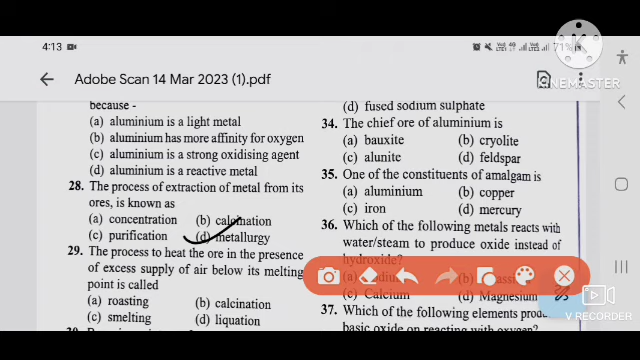 4:13
71%
KINEMASTER
Adobe Scan 14 Mar 2023 (1).pdf
because -
(a) aluminium is a light metal
(b) aluminium has more affinity for oxygen
(c) aluminium is a strong oxidising agent
(d) aluminium is a reactive metal
28. The process of extraction of metal from its
ores, is known as
(a) concentration (b) calcination
(c) purification (d) metallurgy
29. The process to heat the ore in the presence
of excess supply of air below its melting
point is called
(a) roasting (b) calcination
(c) smelting (d) liquation
(d) fused sodium sulphate
34. The chief ore of aluminium is
(a) bauxite (b) cryolite
(c) alunite (d) feldspar
35. One of the constituents of amalgam is
(a) aluminium (b) copper
(c) iron (d) mercury
36. Which of the following metals reacts with
water/steam to produce oxide instead of
hydroxide?
(c) Calcium (d) Magnesium
37. Which of the following elements
basic oxide on reacting with oxygen?
V RECORDER